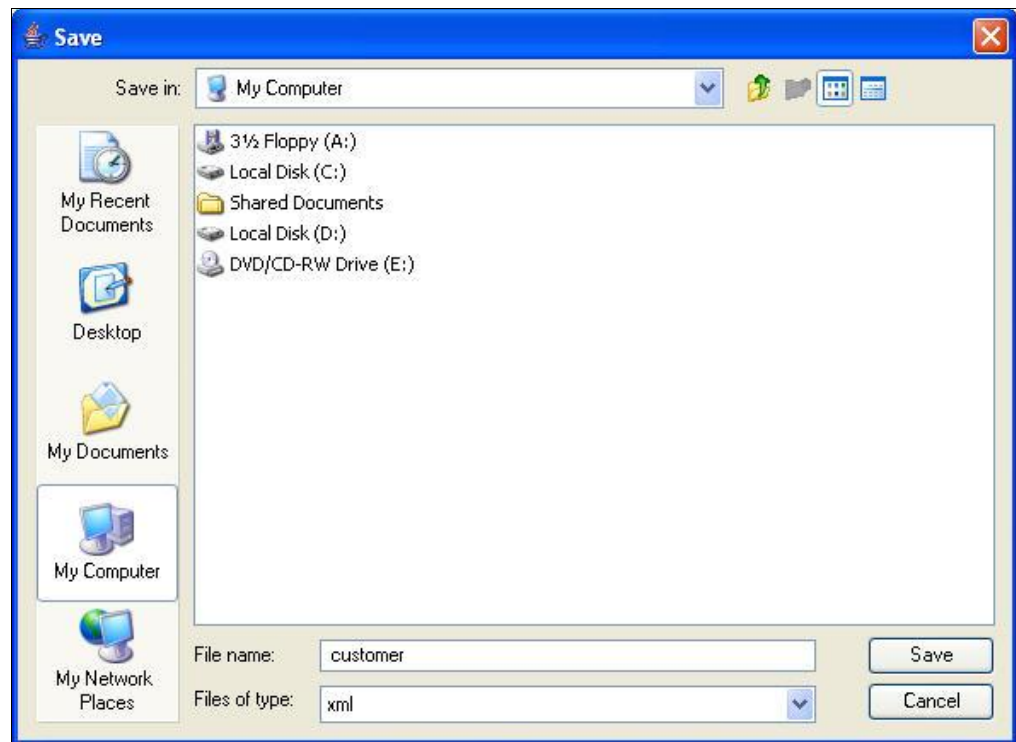 Save
Save in: My Computer
3½ Floppy (A:)
Local Disk (C:)
Shared Documents
Local Disk (D:)
DVD/CD-RW Drive (E:)
My Recent
Documents
Desktop
My Documents
My Computer
My Network
Places
File name: customer Save
Files of type: xml Cancel